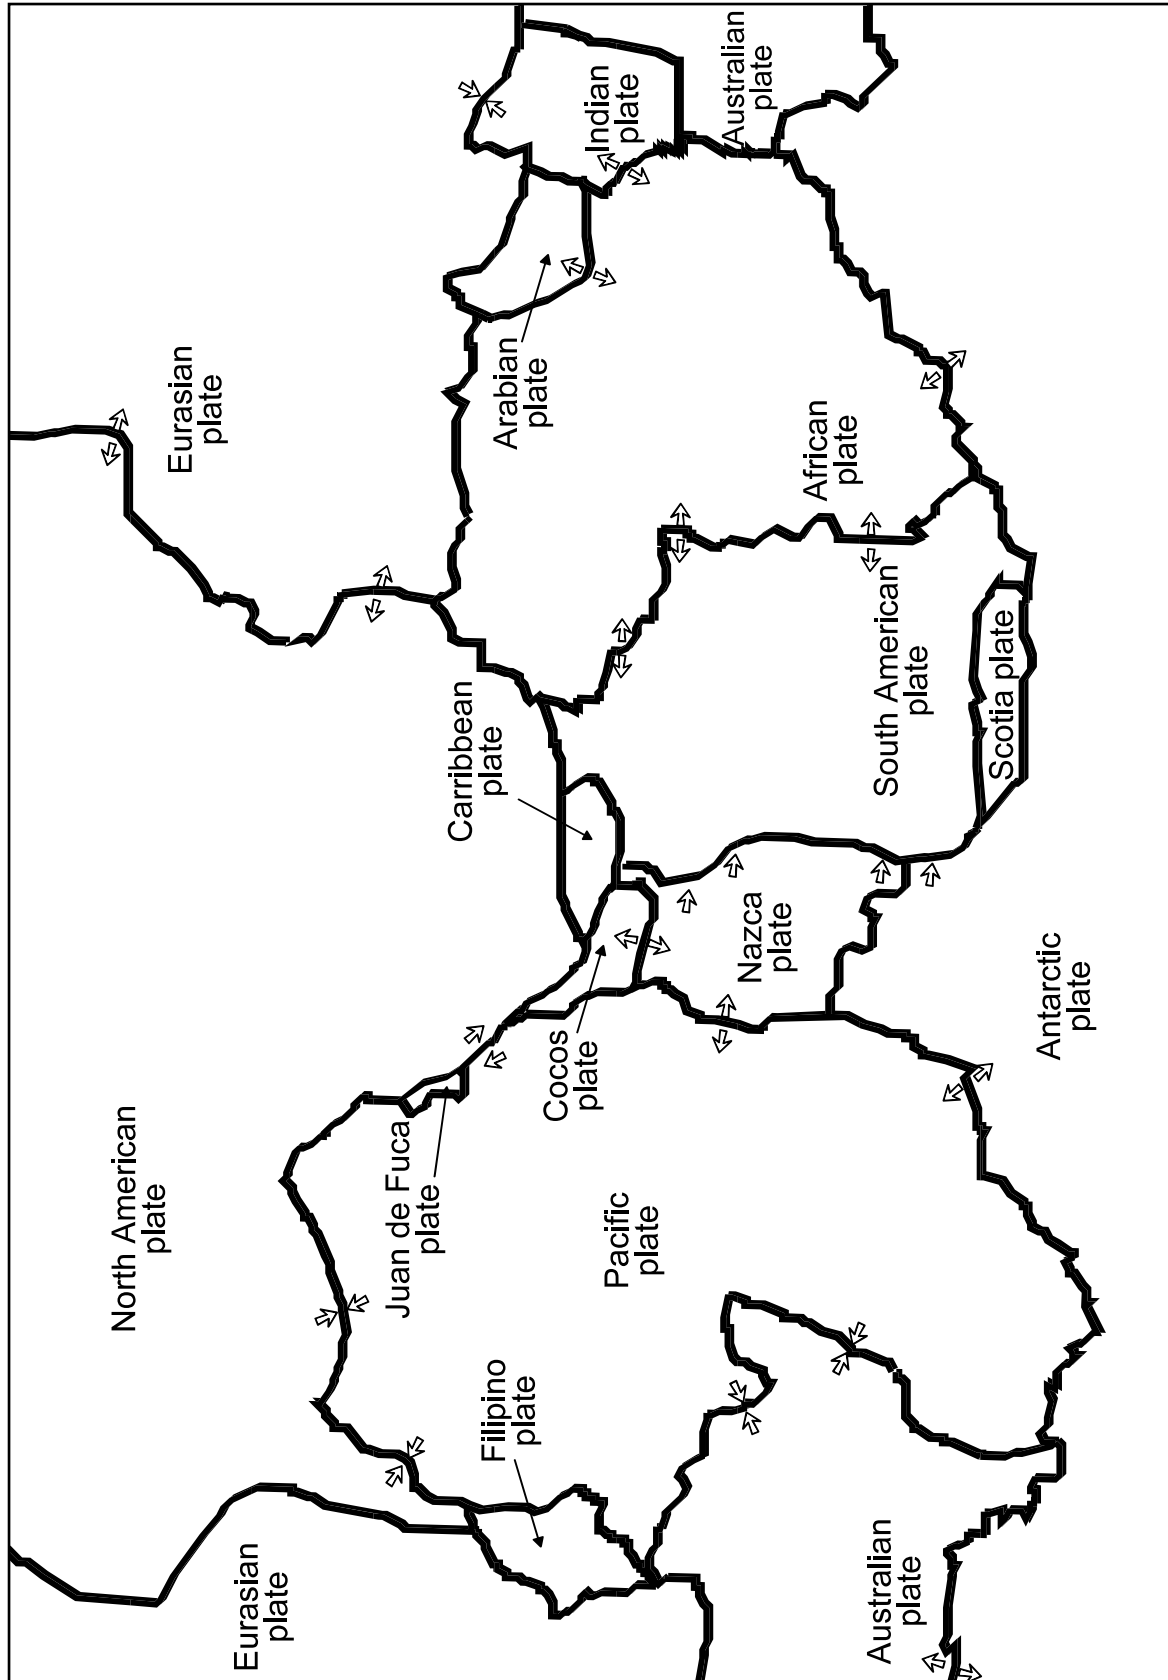 Eurasian
plate
North American
plate
Eurasian
plate
Juan de Fuca
plate
Filipino
plate
Carribbean
plate
Arabian
plate
Indian
plate
Cocos
plate
Pacific
plate
Nazca
plate
African
plate
Australian
plate
South American
plate
Scotia plate
Australian
plate
Antarctic
plate